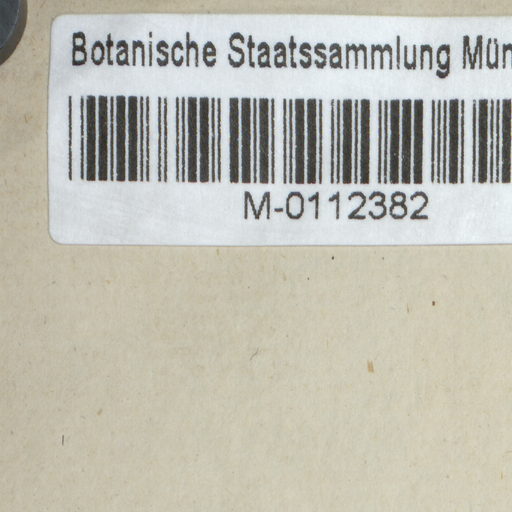 Botanische Staatssammlung Mün
M-0112382